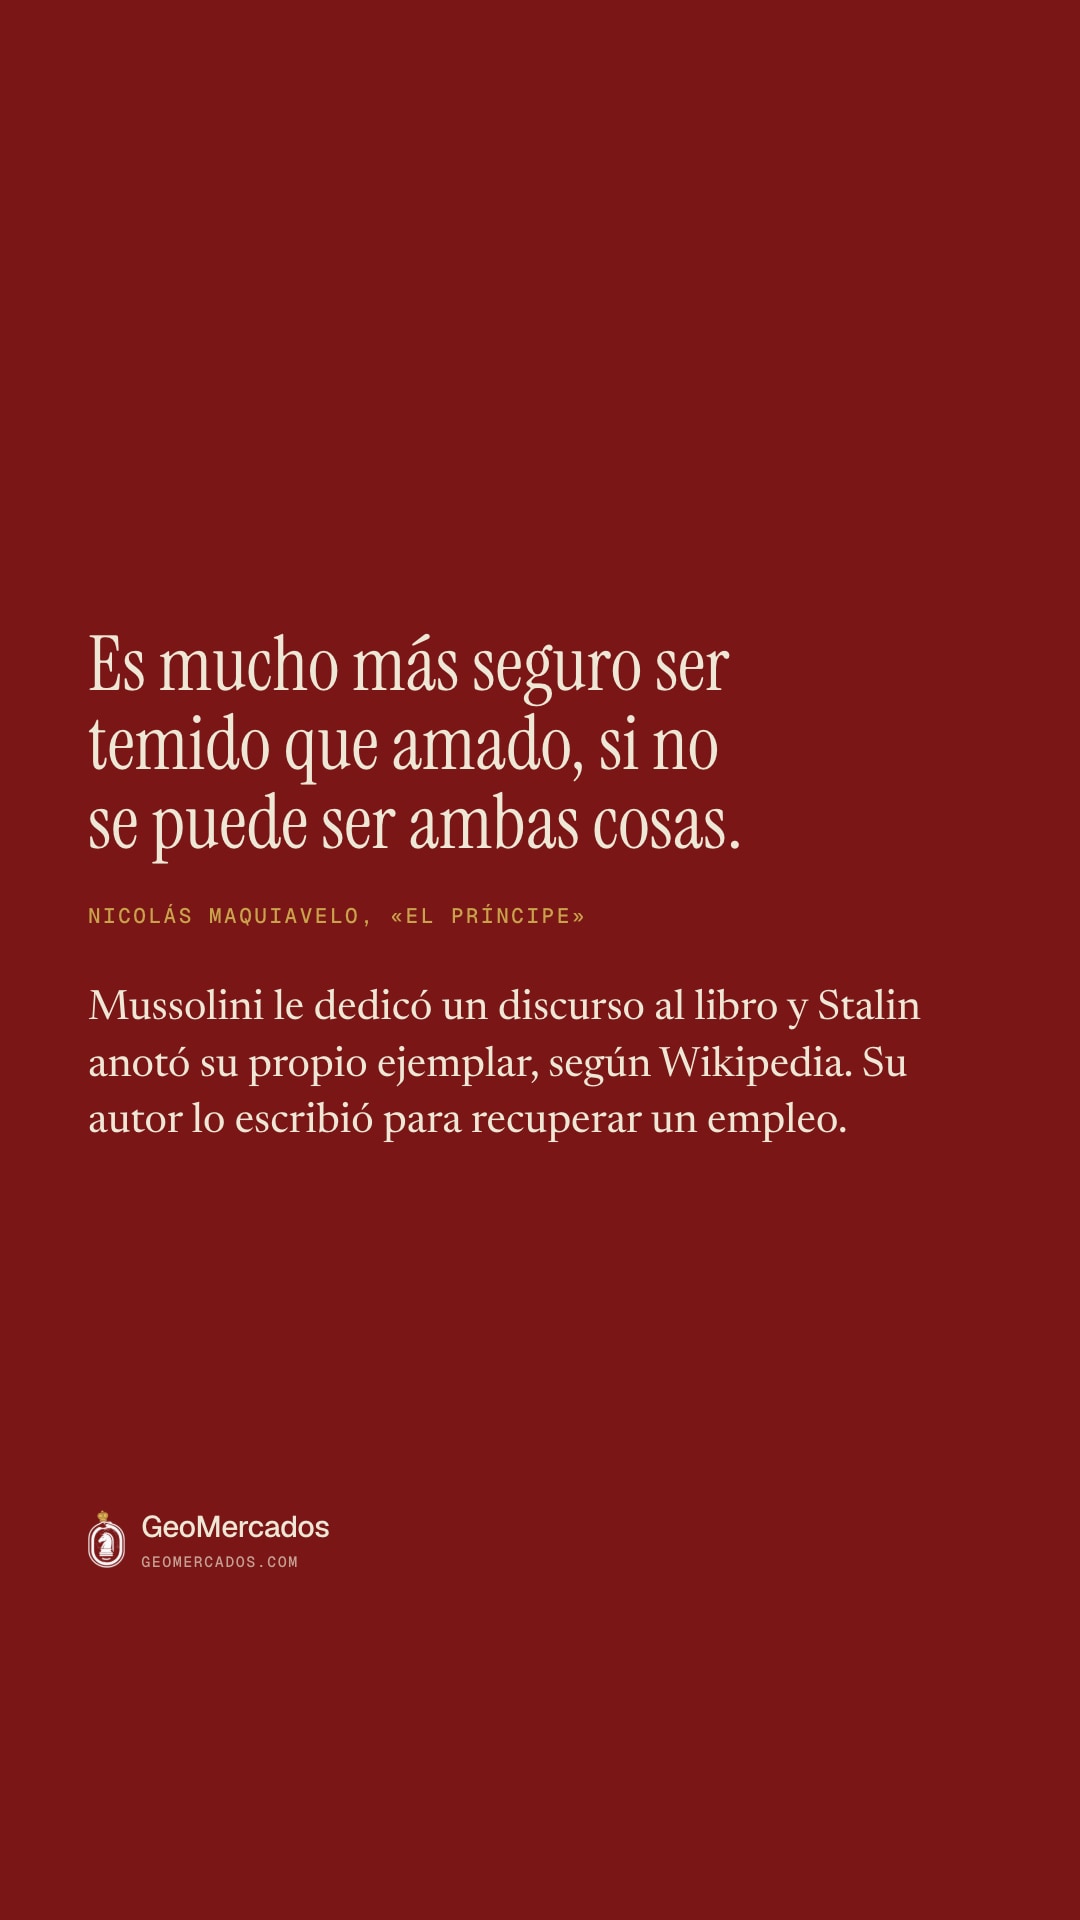 Es mucho más seguro ser
temido que amado, si no
se puede ser ambas cosas.
NICOLÁS MAQUIAVELO, «EL PRÍNCIPE»
Mussolini le dedicó un discurso al libro y Stalin
anotó su propio ejemplar, según Wikipedia. Su
autor lo escribió para recuperar un empleo.
GeoMercados
GEOMERCADOS.COM